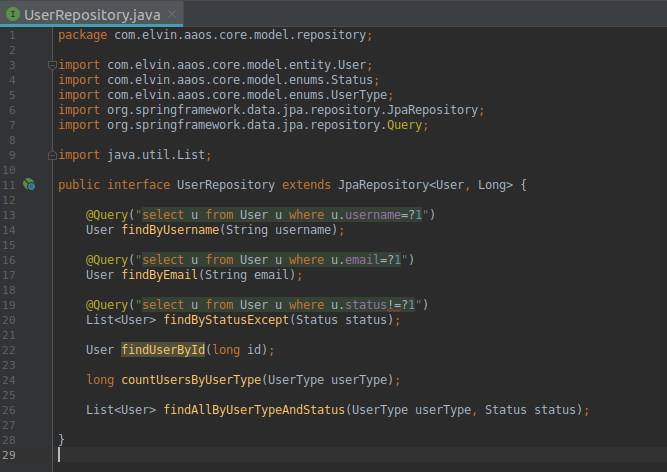 UserRepository.java
1 package com.elvin.aaos.core.model.repository;
2
3 import com.elvin.aaos.core.model.entity.User;
4 import com.elvin.aaos.core.model.enums.Status;
5 import com.elvin.aaos.core.model.enums.UserType;
6 import org.springframework.data.jpa.repository.JpaRepository;
7 import org.springframework.data.jpa.repository.Query;
8
9 import java.util.List;
10
11 public interface UserRepository extends JpaRepository<User, Long> {
12
13 @Query("select u from User u where u.username=?1")
14 User findByUsername(String username);
15
16 @Query("select u from User u where u.email=?1")
17 User findByEmail(String email);
18
19 @Query("select u from User u where u.status!=?1")
20 List<User> findByStatusExcept(Status status);
21
22 User findUserById(long id);
23
24 long countUsersByUserType(UserType userType);
25
26 List<User> findAllByUserTypeAndStatus(UserType userType, Status status);
27
28 }
29